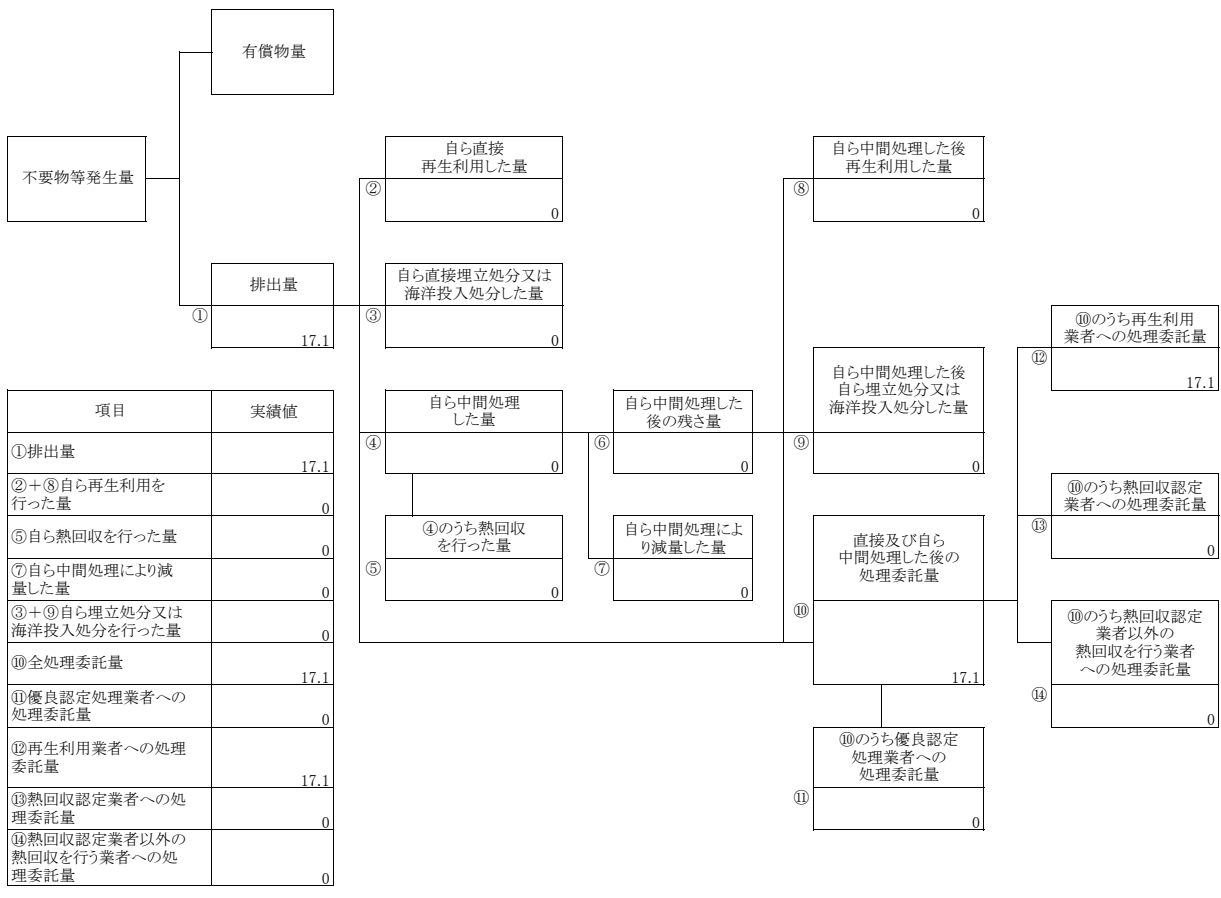 有償物量
不要物等発生量
排出量
①
17.1
自ら直接
再生利用した量
②
0
自ら直接埋立処分又は
海洋投入処分した量
③
0
自ら中間処理
した量
④
0
④のうち熱回収
を行った量
⑤
0
自ら中間処理した
後の残さ量
⑥
0
自ら中間処理によ
り減量した量
⑦
0
自ら中間処理した後
再生利用した量
⑧
0
自ら中間処理した後
自ら埋立処分又は
海洋投入処分した量
⑨
0
直接及び自ら
中間処理した後の
処理委託量
⑩
17.1
⑩のうち優良認定
処理業者への
処理委託量
⑪
0
⑩のうち再生利用
業者への処理委託量
⑫
17.1
⑩のうち熱回収認定
業者への処理委託量
⑬
0
⑩のうち熱回収認定
業者以外の
熱回収を行う業者
への処理委託量
⑭
0
項目 実績値
①排出量
17.1
②+⑧自ら再生利用を
行った量
0
⑤自ら熱回収を行った量
0
⑦自ら中間処理により減
量した量
0
③+⑨自ら埋立処分又は
海洋投入処分を行った量
0
⑩全処理委託量
17.1
⑪優良認定処理業者への
処理委託量
0
⑫再生利用業者への処理
委託量
17.1
⑬熱回収認定業者への処
理委託量
0
⑭熱回収認定業者以外の
熱回収を行う業者への処
理委託量
0